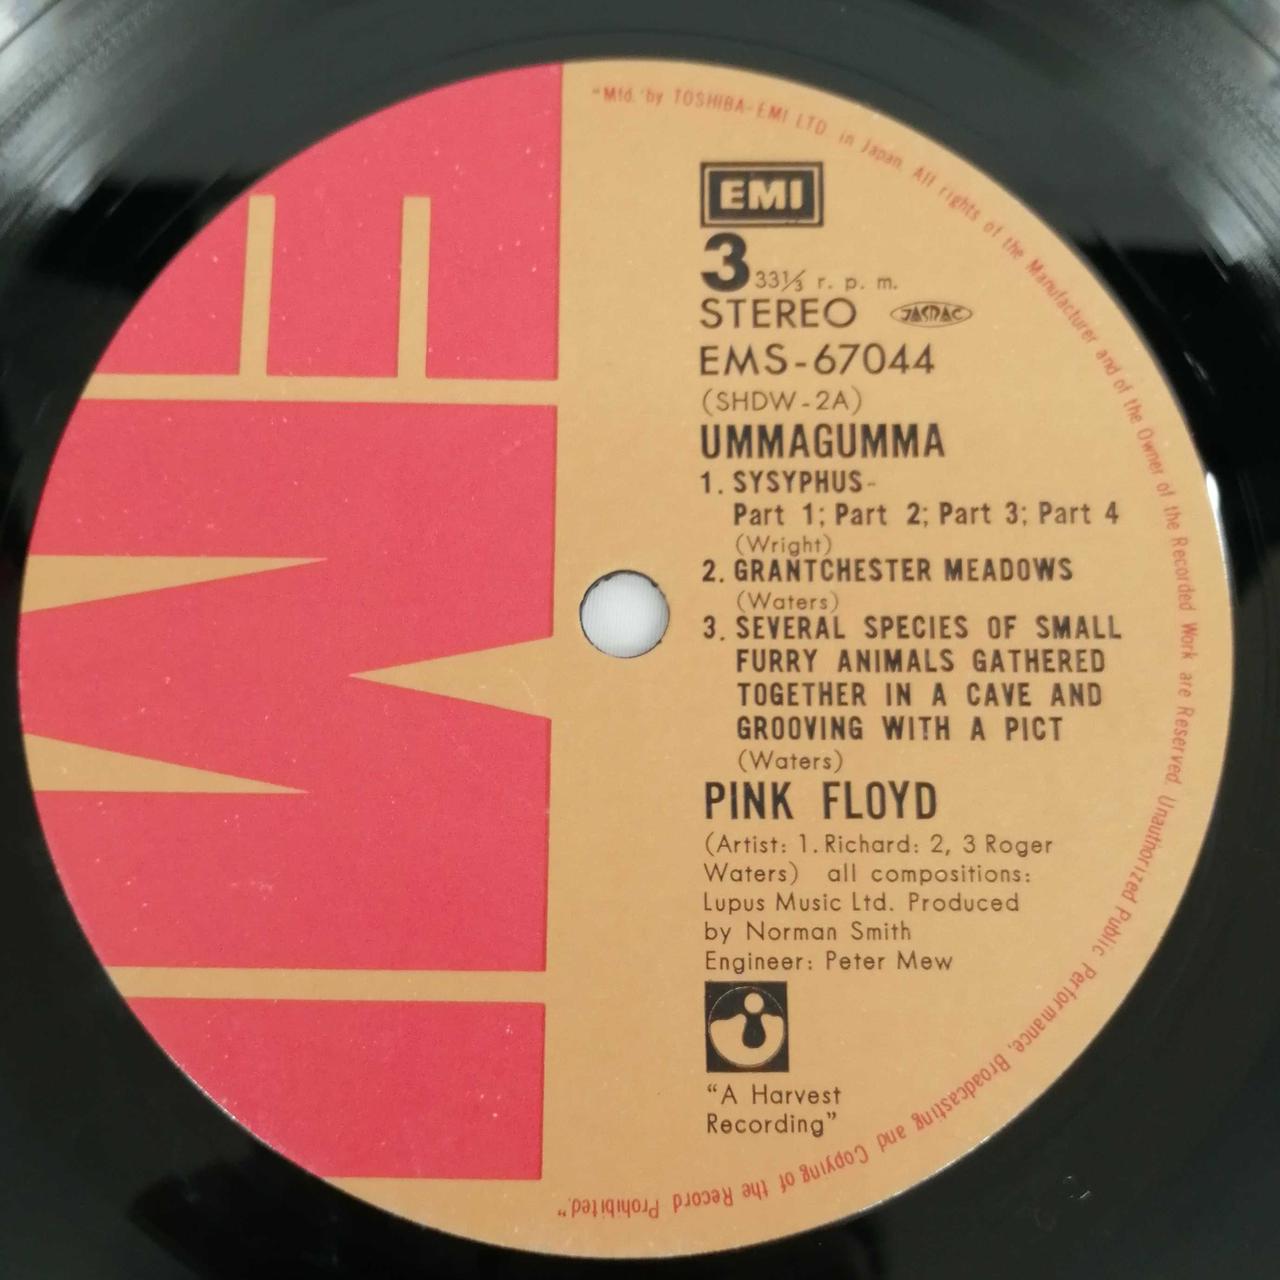 "Mfd. by TOSHIBA-EMI LTD. in Japan. All rights of the Manufacturer and of the Owner of the Recorded Work are Reserved. Unauthorized Public Performance, Broadcasting and Copying of the Record Prohibited."
EMI
EMI
3 33⅓ r. p. m.
STEREO JASRAC
EMS-67044
(SHDW-2A)
UMMAGUMMA
1. SYSYPHUS-
Part 1; Part 2; Part 3; Part 4
(Wright)
2. GRANTCHESTER MEADOWS
(Waters)
3. SEVERAL SPECIES OF SMALL
FURRY ANIMALS GATHERED
TOGETHER IN A CAVE AND
GROOVING WITH A PICT
(Waters)
PINK FLOYD
(Artist: 1. Richard: 2, 3 Roger
Waters) all compositions:
Lupus Music Ltd. Produced
by Norman Smith
Engineer: Peter Mew
"A Harvest
Recording"